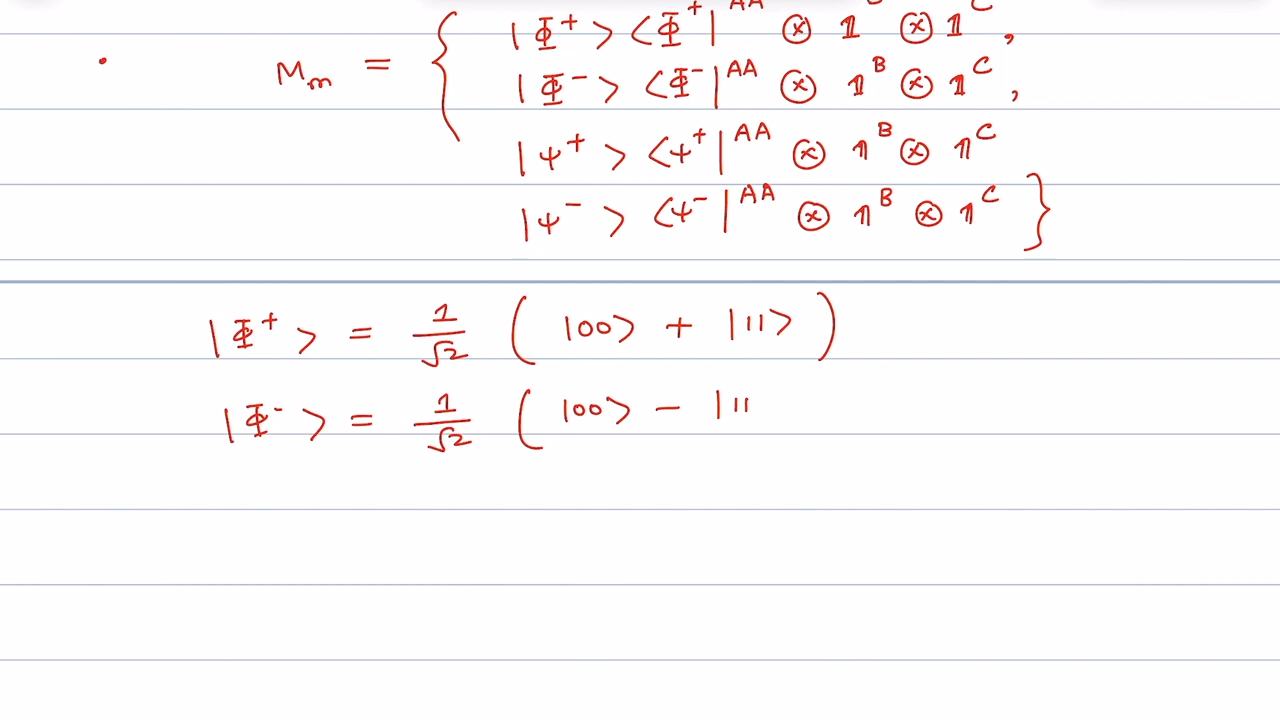 M_m = { |Φ⁺> <Φ⁺|^AA ⊗ 𝟙 ⊗ 𝟙^C ,
|Φ⁻> <Φ⁻|^AA ⊗ 𝟙^B ⊗ 𝟙^C ,
|ψ⁺> <ψ⁺|^AA ⊗ 𝟙^B ⊗ 𝟙^C
|ψ⁻> <ψ⁻|^AA ⊗ 𝟙^B ⊗ 𝟙^C }
|Φ⁺> = 1/√2 ( |00> + |11> )
|Φ⁻> = 1/√2 ( |00> - |11